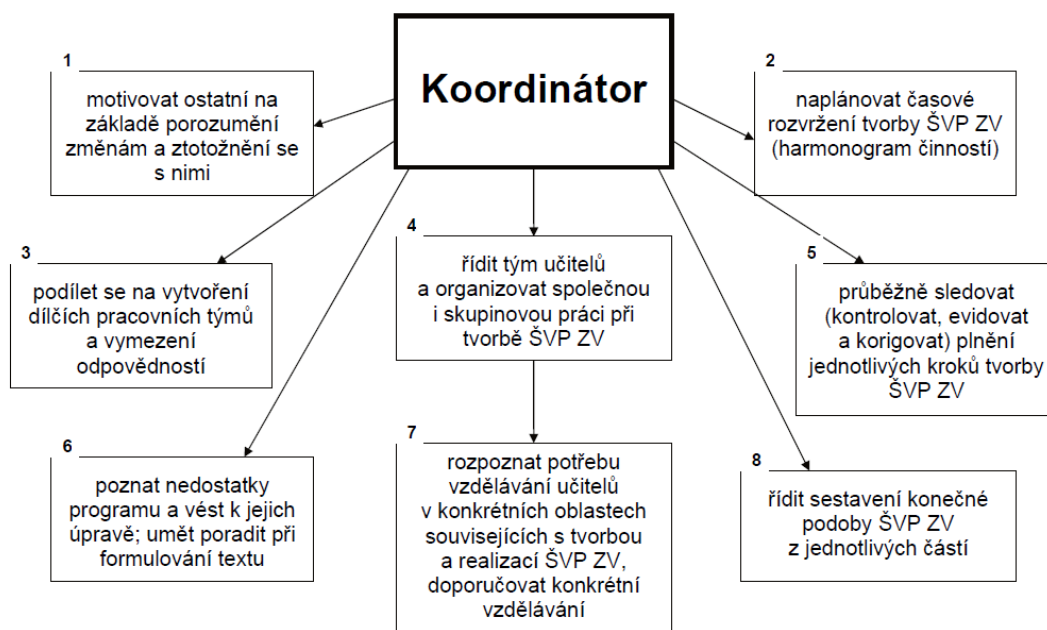 Koordinátor
1
motivovat ostatní na
základě porozumění
změnám a ztotožnění se
s nimi
2
naplánovat časové
rozvržení tvorby ŠVP ZV
(harmonogram činností)
3
podílet se na vytvoření
dílčích pracovních týmů
a vymezení
odpovědností
4
řídit tým učitelů
a organizovat společnou
i skupinovou práci při
tvorbě ŠVP ZV
5
průběžně sledovat
(kontrolovat, evidovat
a korigovat) plnění
jednotlivých kroků tvorby
ŠVP ZV
6
poznat nedostatky
programu a vést k jejich
úpravě; umět poradit při
formulování textu
7
rozpoznat potřebu
vzdělávání učitelů
v konkrétních oblastech
souvisejících s tvorbou
a realizací ŠVP ZV,
doporučovat konkrétní
vzdělávání
8
řídit sestavení konečné
podoby ŠVP ZV
z jednotlivých částí